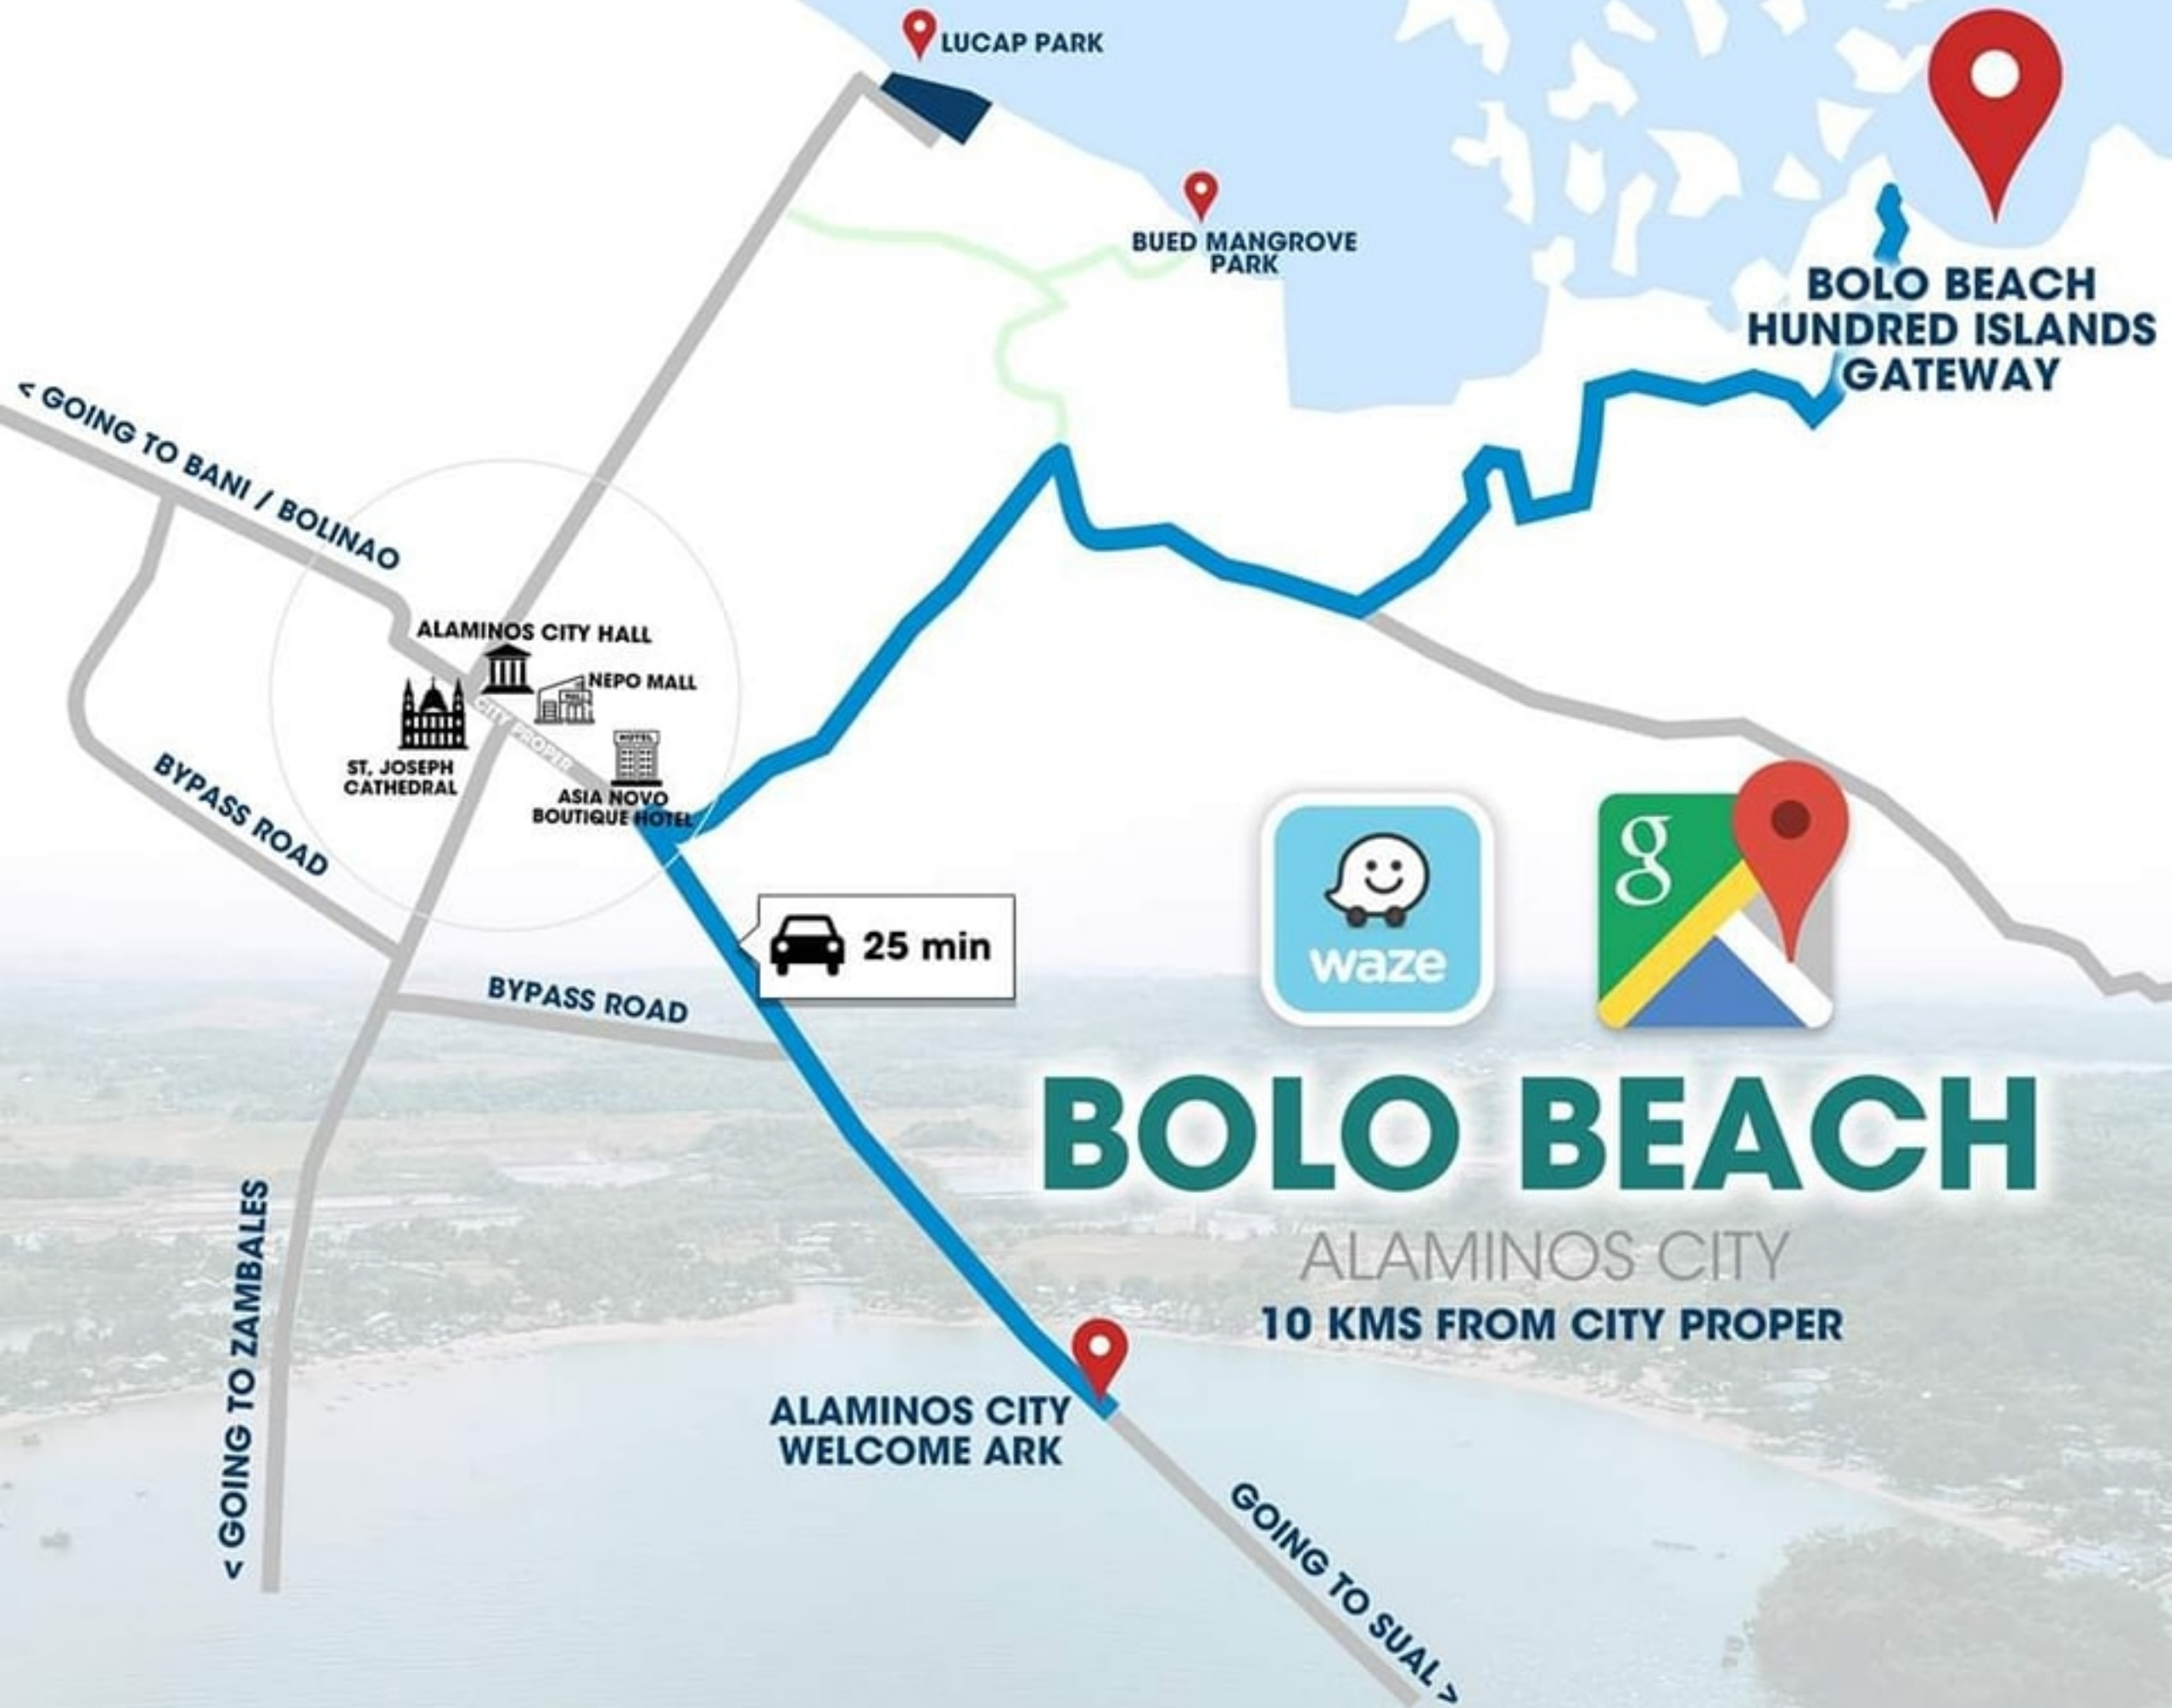 LUCAP PARK
BUED MANGROVE
PARK
BOLO BEACH
HUNDRED ISLANDS
GATEWAY
< GOING TO BANI / BOLINAO
ALAMINOS CITY HALL
NEPO MALL
MALL
CITY PROPER
HOTEL
ST. JOSEPH
CATHEDRAL
ASIA NOVO
BOUTIQUE HOTEL
BYPASS ROAD
25 min
BYPASS ROAD
g
waze
BOLO BEACH
ALAMINOS CITY
10 KMS FROM CITY PROPER
< GOING TO ZAMBALES
ALAMINOS CITY
WELCOME ARK
GOING TO SUAL >